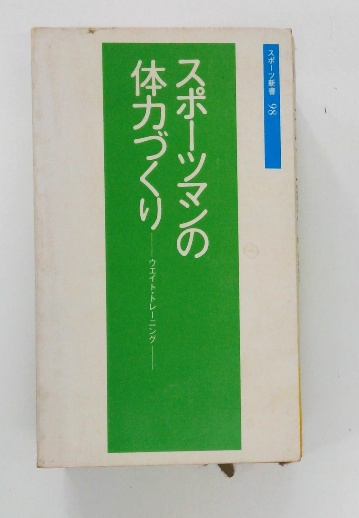 スポーツ新書 98
スポーツマンの
体力づくり
――ウエイト・トレーニング――